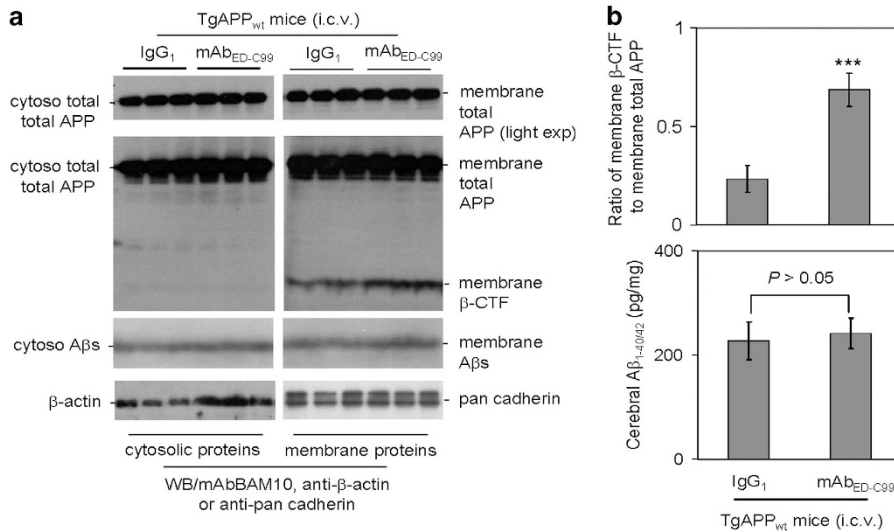 a
TgAPPwt mice (i.c.v.)
IgG1 mAbED-C99 IgG1 mAbED-C99
cytoso total
total APP
membrane
total
APP (light exp)
cytoso total
total APP
membrane
total
APP
membrane
β-CTF
cytoso Aβs
membrane
Aβs
β-actin
pan cadherin
cytosolic proteins membrane proteins
WB/mAbBAM10, anti-β-actin
or anti-pan cadherin
b
Ratio of membrane β-CTF
to membrane total APP
1
0.5
0
***
Cerebral Aβ1-40/42 (pg/mg)
400
200
0
P > 0.05
IgG1 mAbED-C99
TgAPPwt mice (i.c.v.)